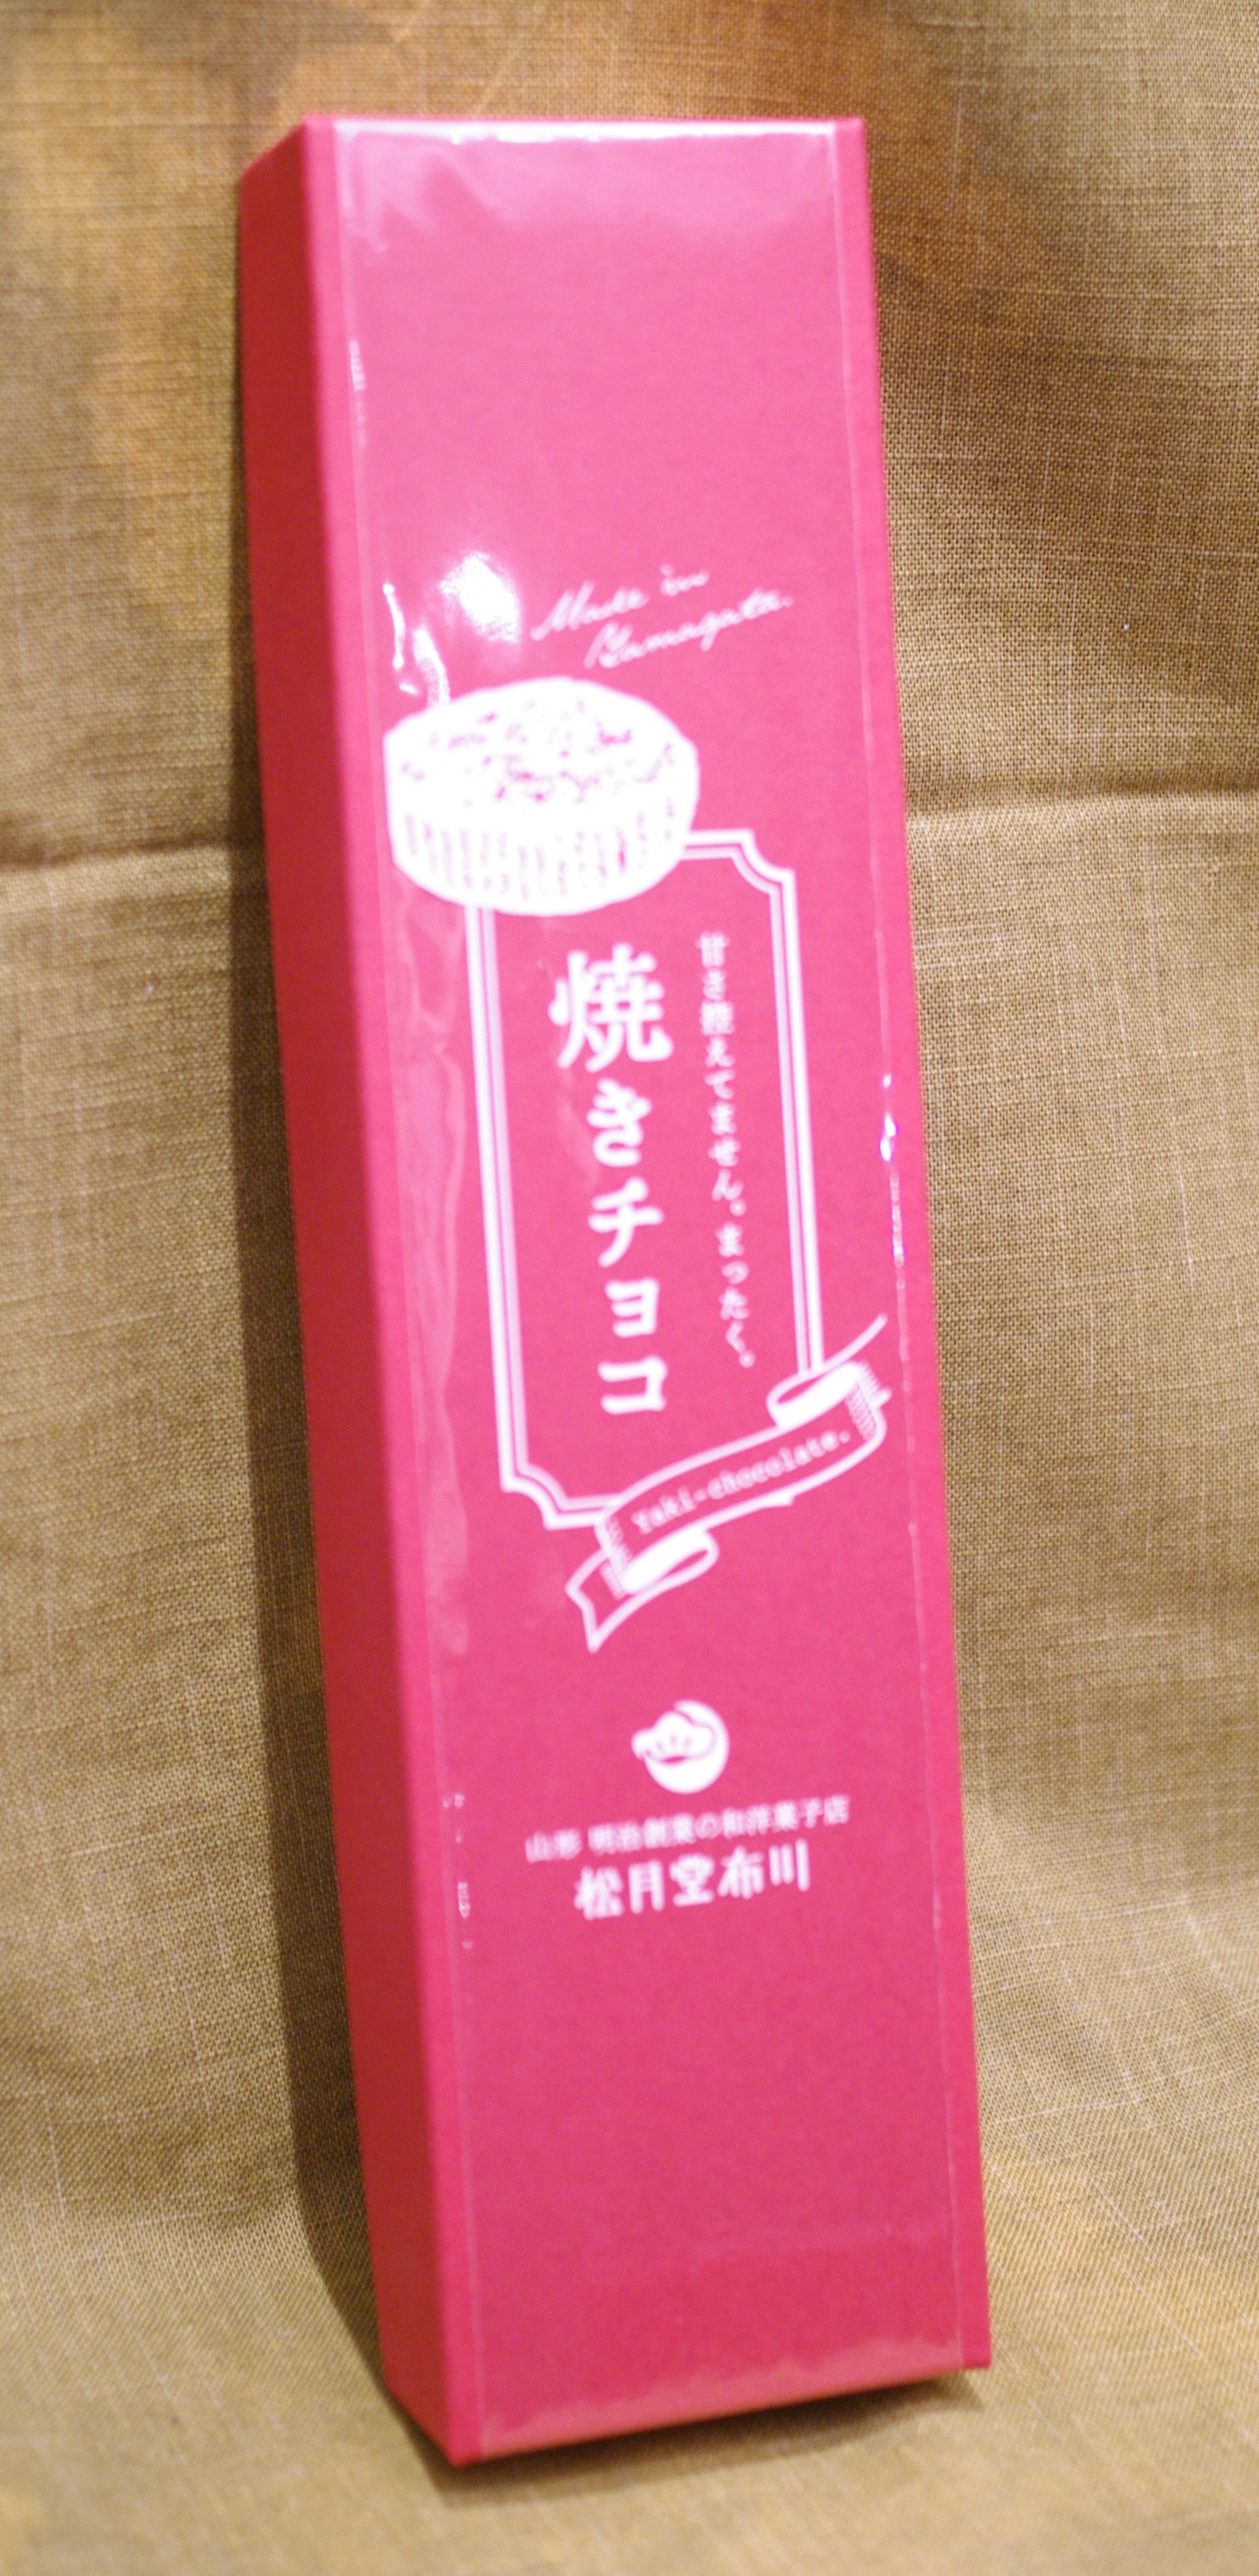 Made in
Yamagata.
甘さ控えてません。まったく。
焼きチョコ
Yaki-chocolate.
山形 明治創業の和洋菓子店
松月堂布川